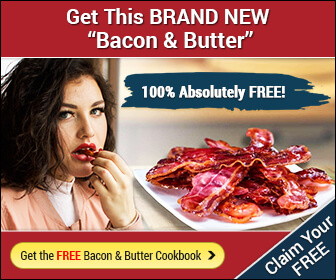 Get This BRAND NEW
“Bacon & Butter”
100% Absolutely FREE!
Get the FREE Bacon & Butter Cookbook >
Claim Your
FREE